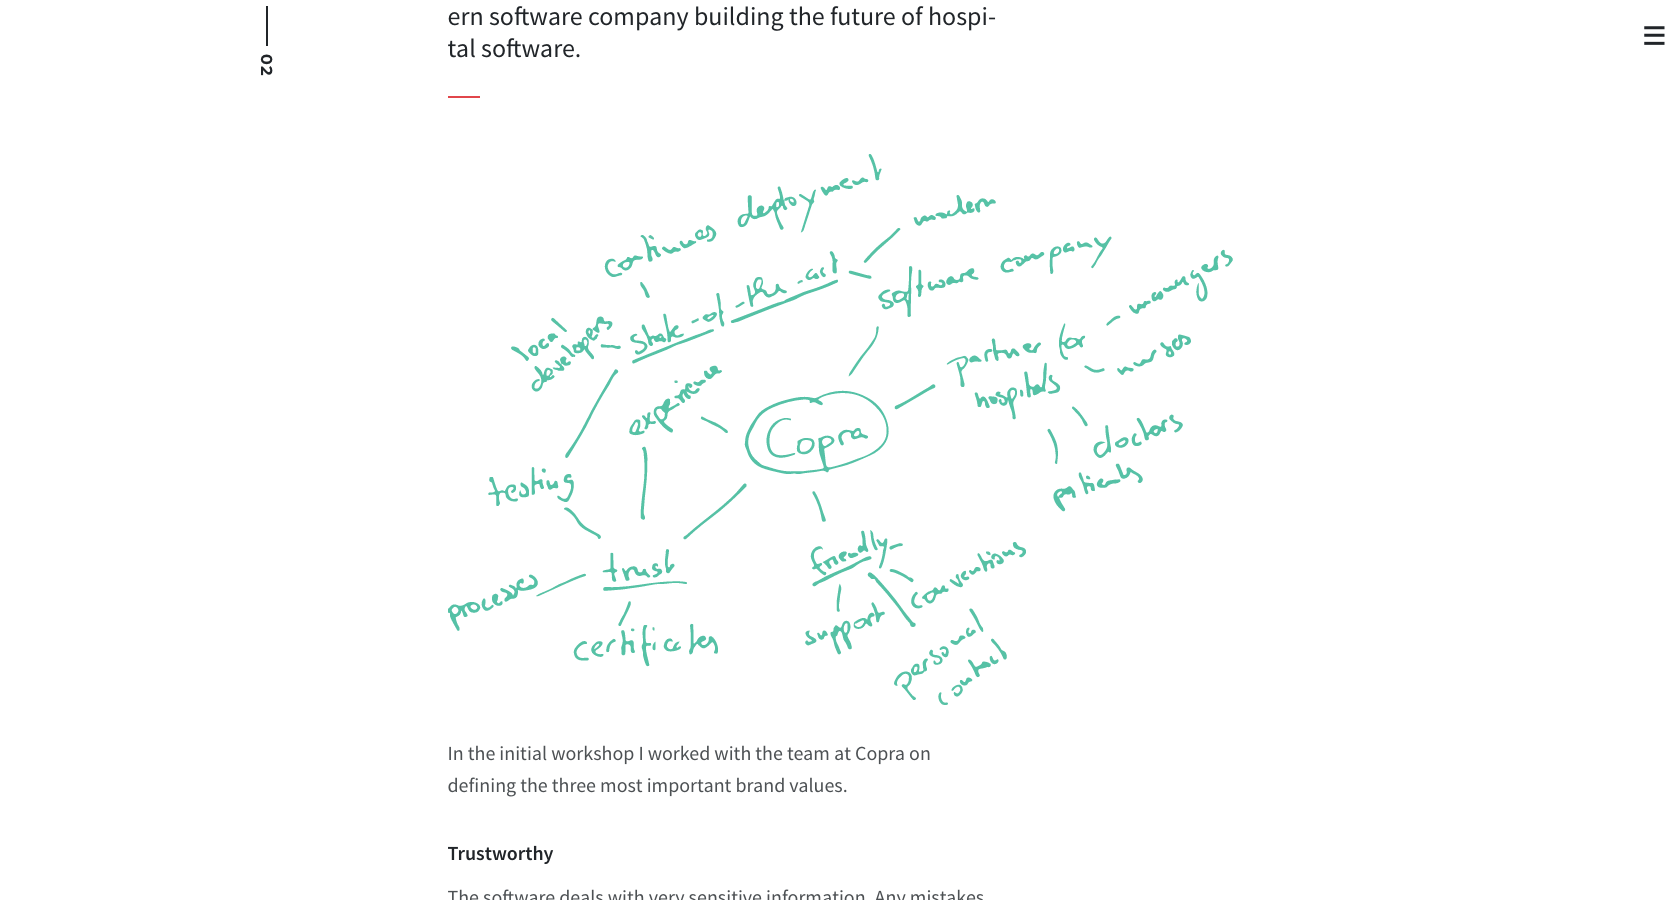 ern software company building the future of hospi-
tal software.
02
continues deployment
modern
state-of-the-art
software company
local
developers
managers
partner for
hospitals
nurses
experience
Copra
doctors
testing
patients
trust
friendly
conventions
processes
support
certificates
personal
contact
In the initial workshop I worked with the team at Copra on
defining the three most important brand values.
Trustworthy
The software deals with very sensitive information. Any mistakes